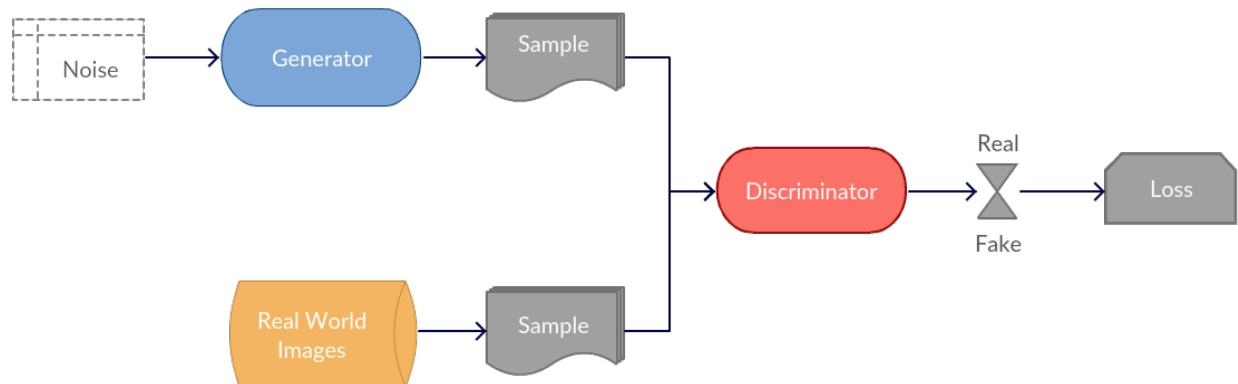 Noise
Generator
Sample
Real
Discriminator
Loss
Fake
Real World
Images
Sample